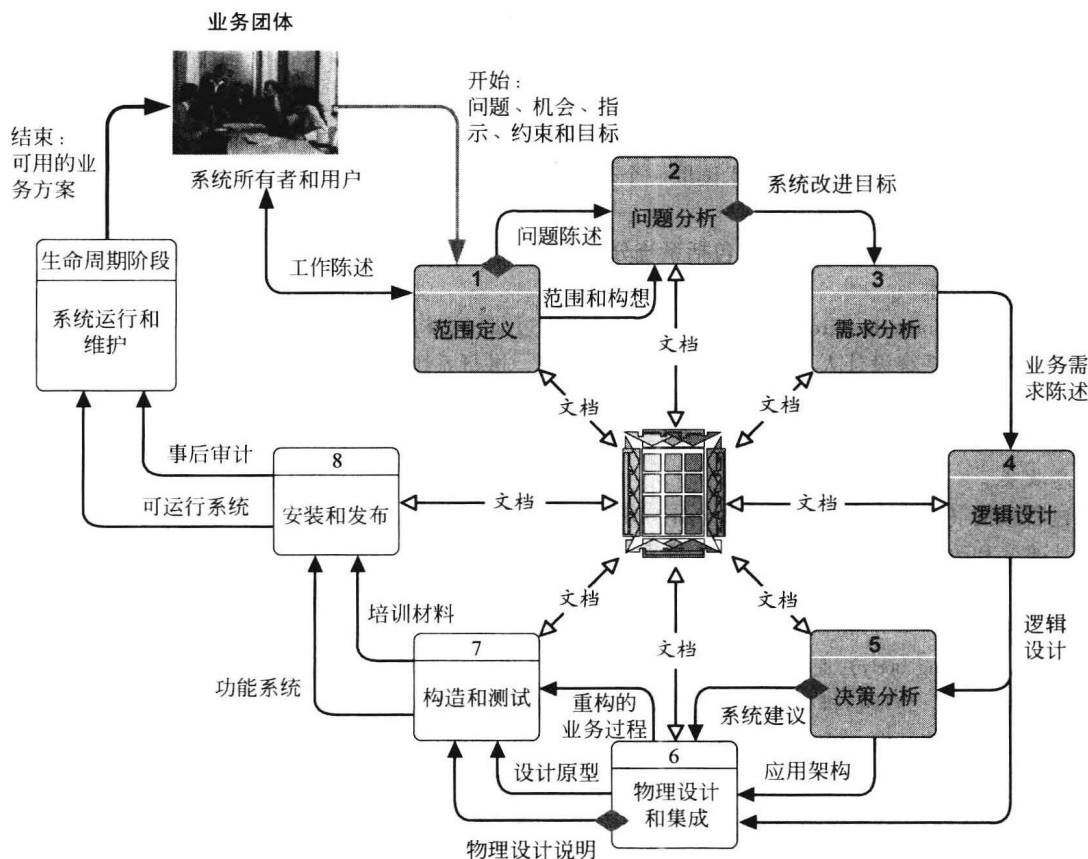 业务团体
开始：
问题、机会、指
示、约束和目标
结束：
可用的业
务方案
系统所有者和用户
2
问题分析
系统改进目标
问题陈述
生命周期阶段
系统运行和
维护
工作陈述
1
范围定义
范围和构想
3
需求分析
文档
业务需
求陈述
文档
文档
事后审计
8
安装和发布
可运行系统
文档
文档
4
逻辑设计
培训材料
文档
文档
文档
逻辑
设计
7
构造和测试
功能系统
5
决策分析
重构的
业务过程
系统建议
6
物理设计
和集成
设计原型
应用架构
物理设计说明